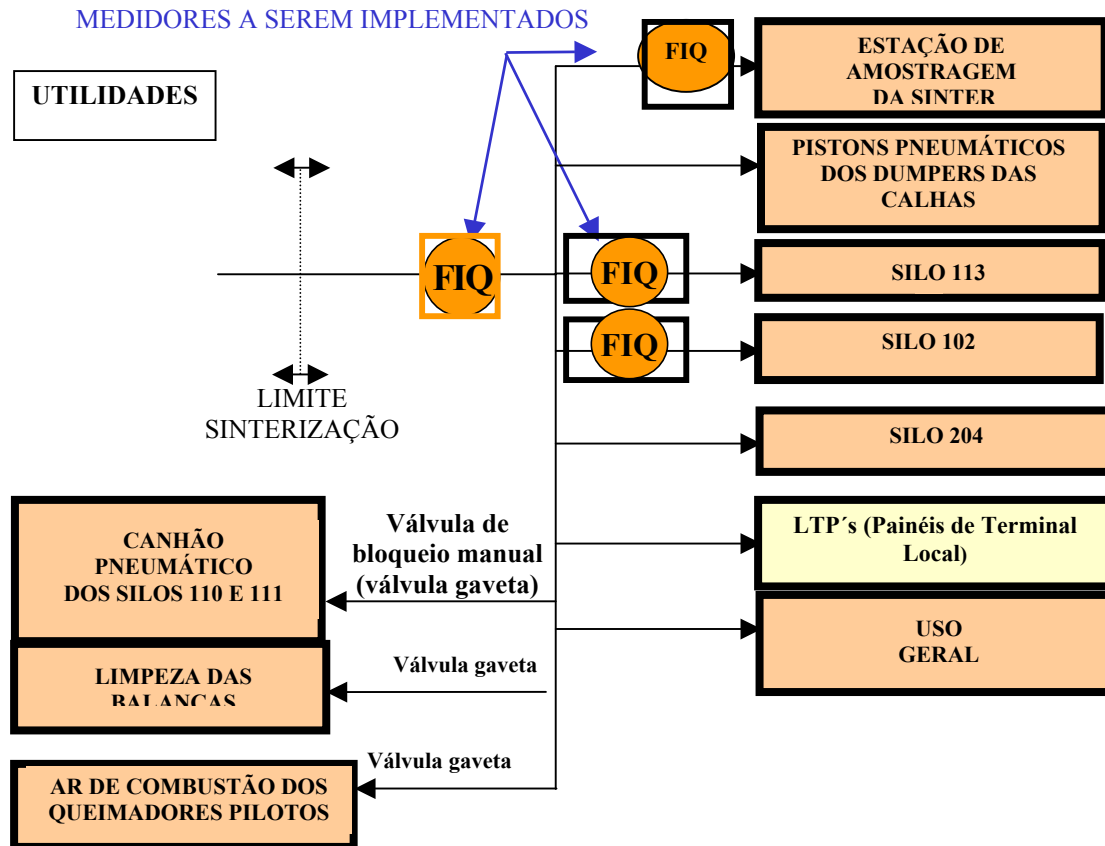 MEDIDORES A SEREM IMPLEMENTADOS
UTILIDADES
FIQ
ESTAÇÃO DE
AMOSTRAGEM
DA SINTER
PISTONS PNEUMÁTICOS
DOS DUMPERS DAS
CALHAS
FIQ
FIQ
SILO 113
FIQ
SILO 102
LIMITE
SINTERIZAÇÃO
SILO 204
CANHÃO
PNEUMÁTICO
DOS SILOS 110 E 111
Válvula de
bloqueio manual
(válvula gaveta)
LTP´s (Painéis de Terminal
Local)
USO
GERAL
LIMPEZA DAS
BALANÇAS
Válvula gaveta
Válvula gaveta
AR DE COMBUSTÃO DOS
QUEIMADORES PILOTOS